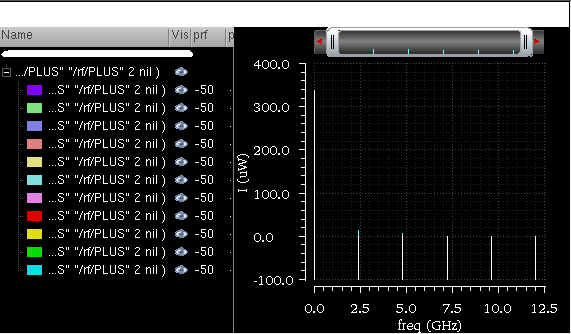 Name Vis prf p
.../PLUS" "/rf/PLUS" 2 nil )
...S" "/rf/PLUS" 2 nil ) -50
...S" "/rf/PLUS" 2 nil ) -50
...S" "/rf/PLUS" 2 nil ) -50
...S" "/rf/PLUS" 2 nil ) -50
...S" "/rf/PLUS" 2 nil ) -50
...S" "/rf/PLUS" 2 nil ) -50
...S" "/rf/PLUS" 2 nil ) -50
...S" "/rf/PLUS" 2 nil ) -50
...S" "/rf/PLUS" 2 nil ) -50
...S" "/rf/PLUS" 2 nil ) -50
...S" "/rf/PLUS" 2 nil ) -50
400.0
300.0
200.0
100.0
0.0
-100.0
I (uW)
0.0 2.5 5.0 7.5 10.0 12.5
freq (GHz)